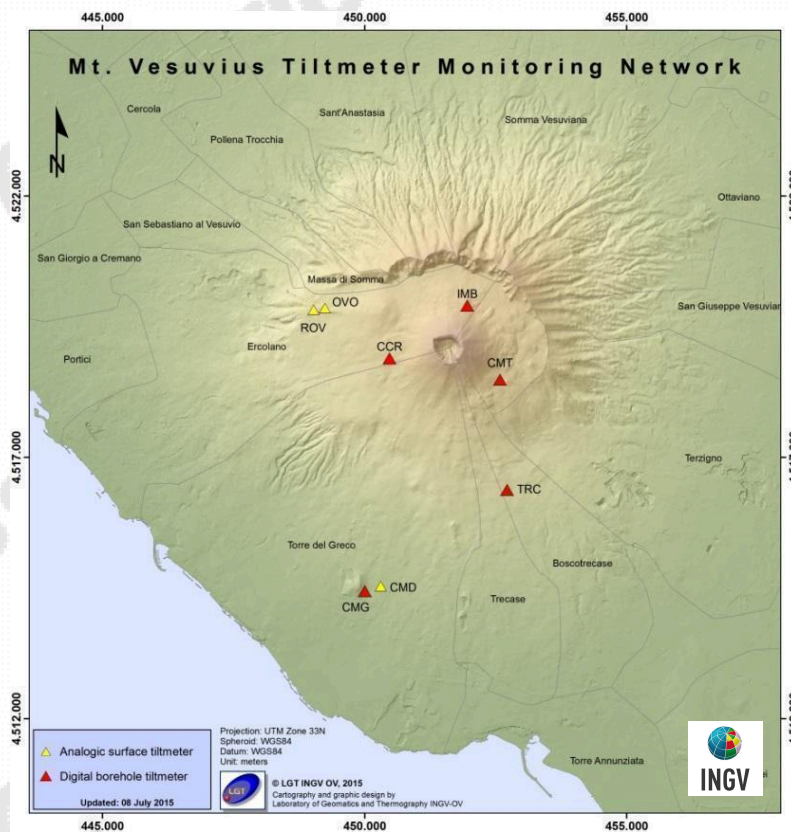 445.000
450.000
455.000
Mt. Vesuvius Tiltmeter Monitoring Network
Cercola
Sant'Anastasia
Somma Vesuviana
Pollena Trocchia
N
4.522.000
Ottaviano
San Sebastiano al Vesuvio
San Giorgio a Cremano
Massa di Somma
IMB
OVO
San Giuseppe Vesuvian
ROV
Ercolano
CCR
Portici
CMT
4.517.000
Terzigno
TRC
Torre del Greco
Boscotrecase
CMD
Trecase
CMG
4.512.000
Analogic surface tiltmeter
Digital borehole tiltmeter
Updated: 08 July 2015
Projection: UTM Zone 33N
Spheroid: WGS84
Datum: WGS84
Unit: meters
LGT
© LGT INGV OV, 2015
Cartography and graphic design by
Laboratory of Geomatics and Thermography INGV-OV
Torre Annunziata
INGV
ei
445.000
450.000
455.000